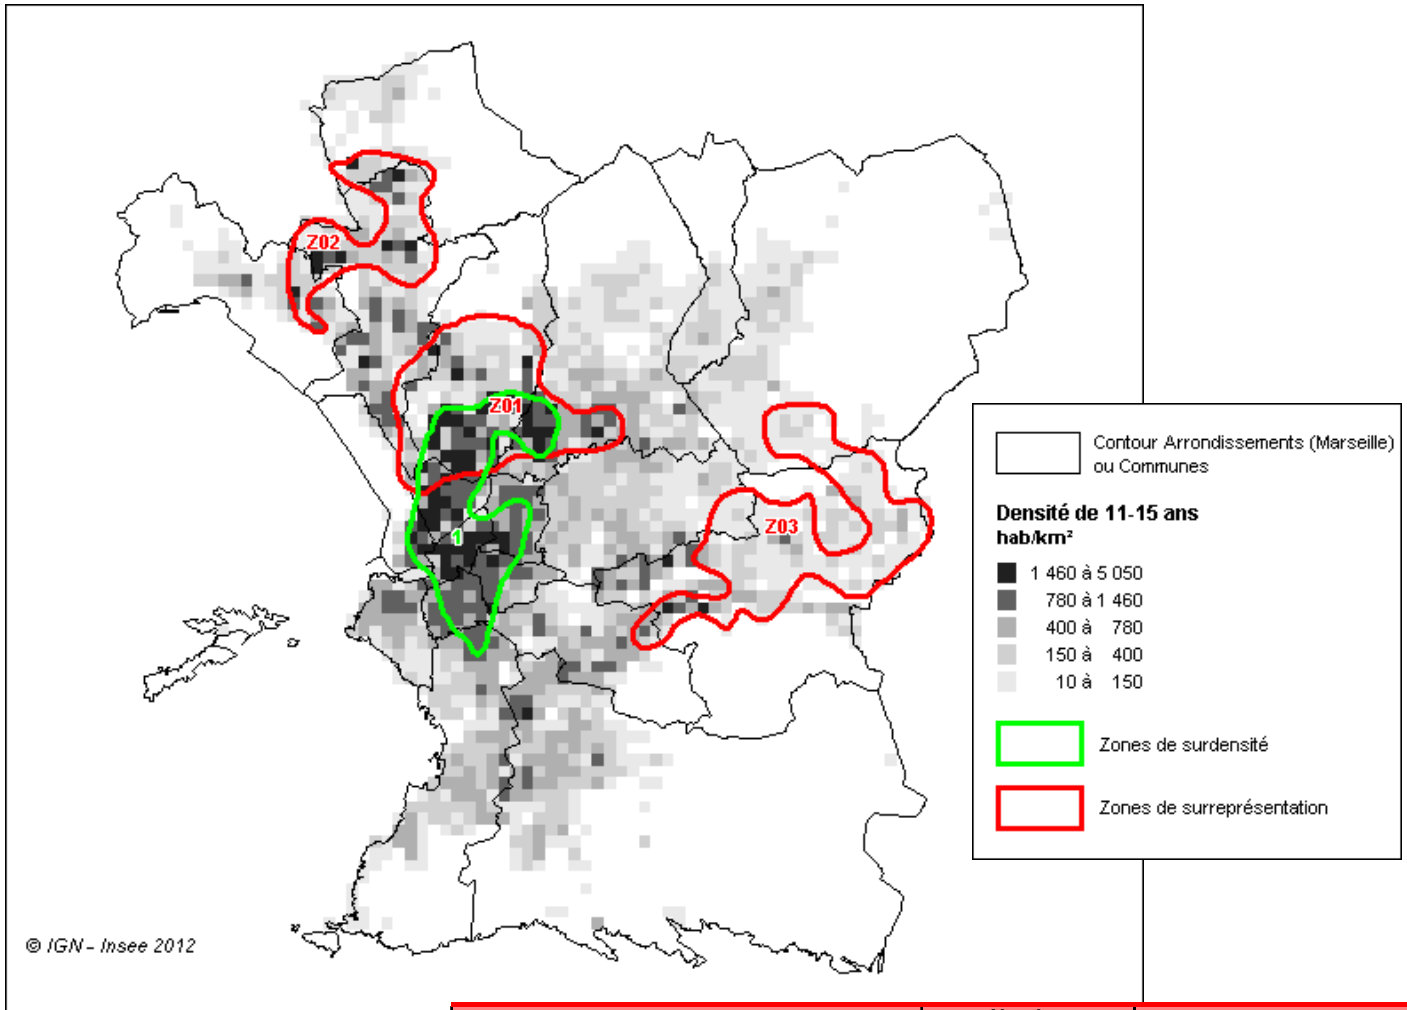 Z02
Z01
Z03
1
Contour Arrondissements (Marseille)
ou Communes
Densité de 11-15 ans
hab/km²
1 460 à 5 050
780 à 1 460
400 à 780
150 à 400
10 à 150
Zones de surdensité
Zones de surreprésentation
© IGN - Insee 2012